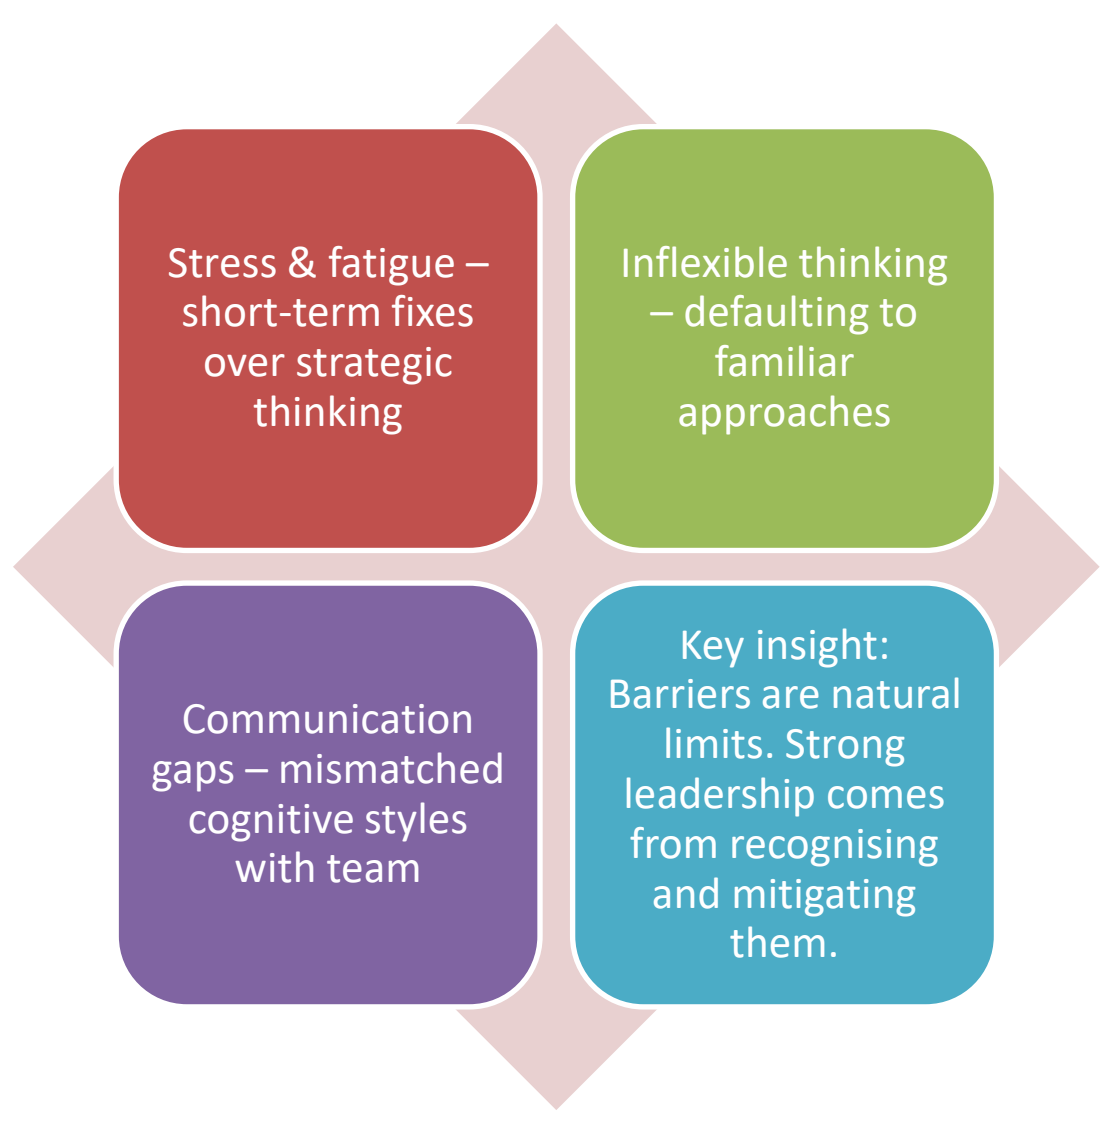 Stress & fatigue –
short-term fixes
over strategic
thinking
Inflexible thinking
– defaulting to
familiar
approaches
Communication
gaps – mismatched
cognitive styles
with team
Key insight:
Barriers are natural
limits. Strong
leadership comes
from recognising
and mitigating
them.